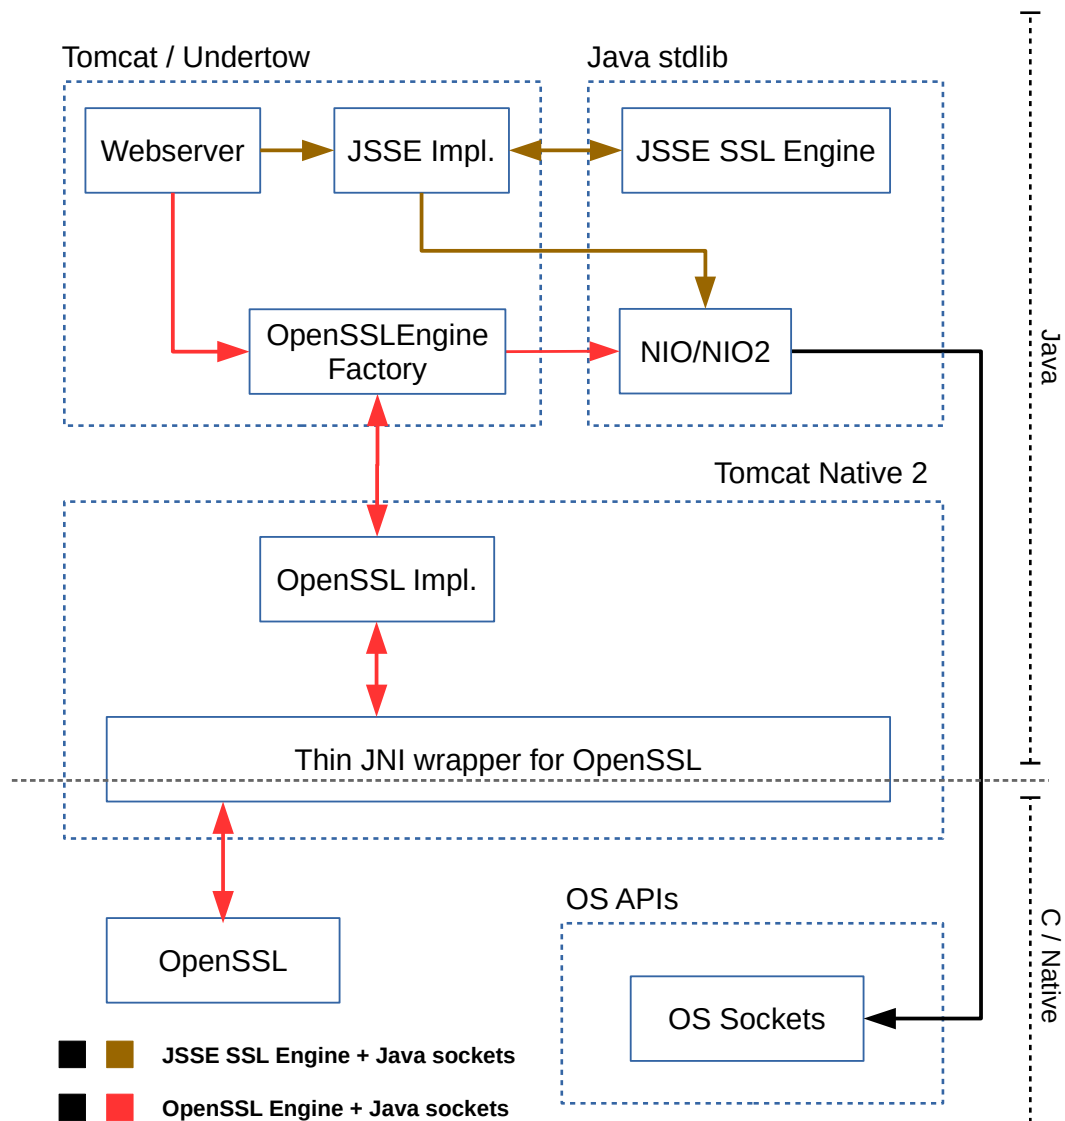 Tomcat / Undertow
Java stdlib
Webserver
JSSE Impl.
JSSE SSL Engine
OpenSSLEngine
Factory
NIO/NIO2
Java
Tomcat Native 2
OpenSSL Impl.
Thin JNI wrapper for OpenSSL
OS APIs
C / Native
OpenSSL
OS Sockets
JSSE SSL Engine + Java sockets
OpenSSL Engine + Java sockets